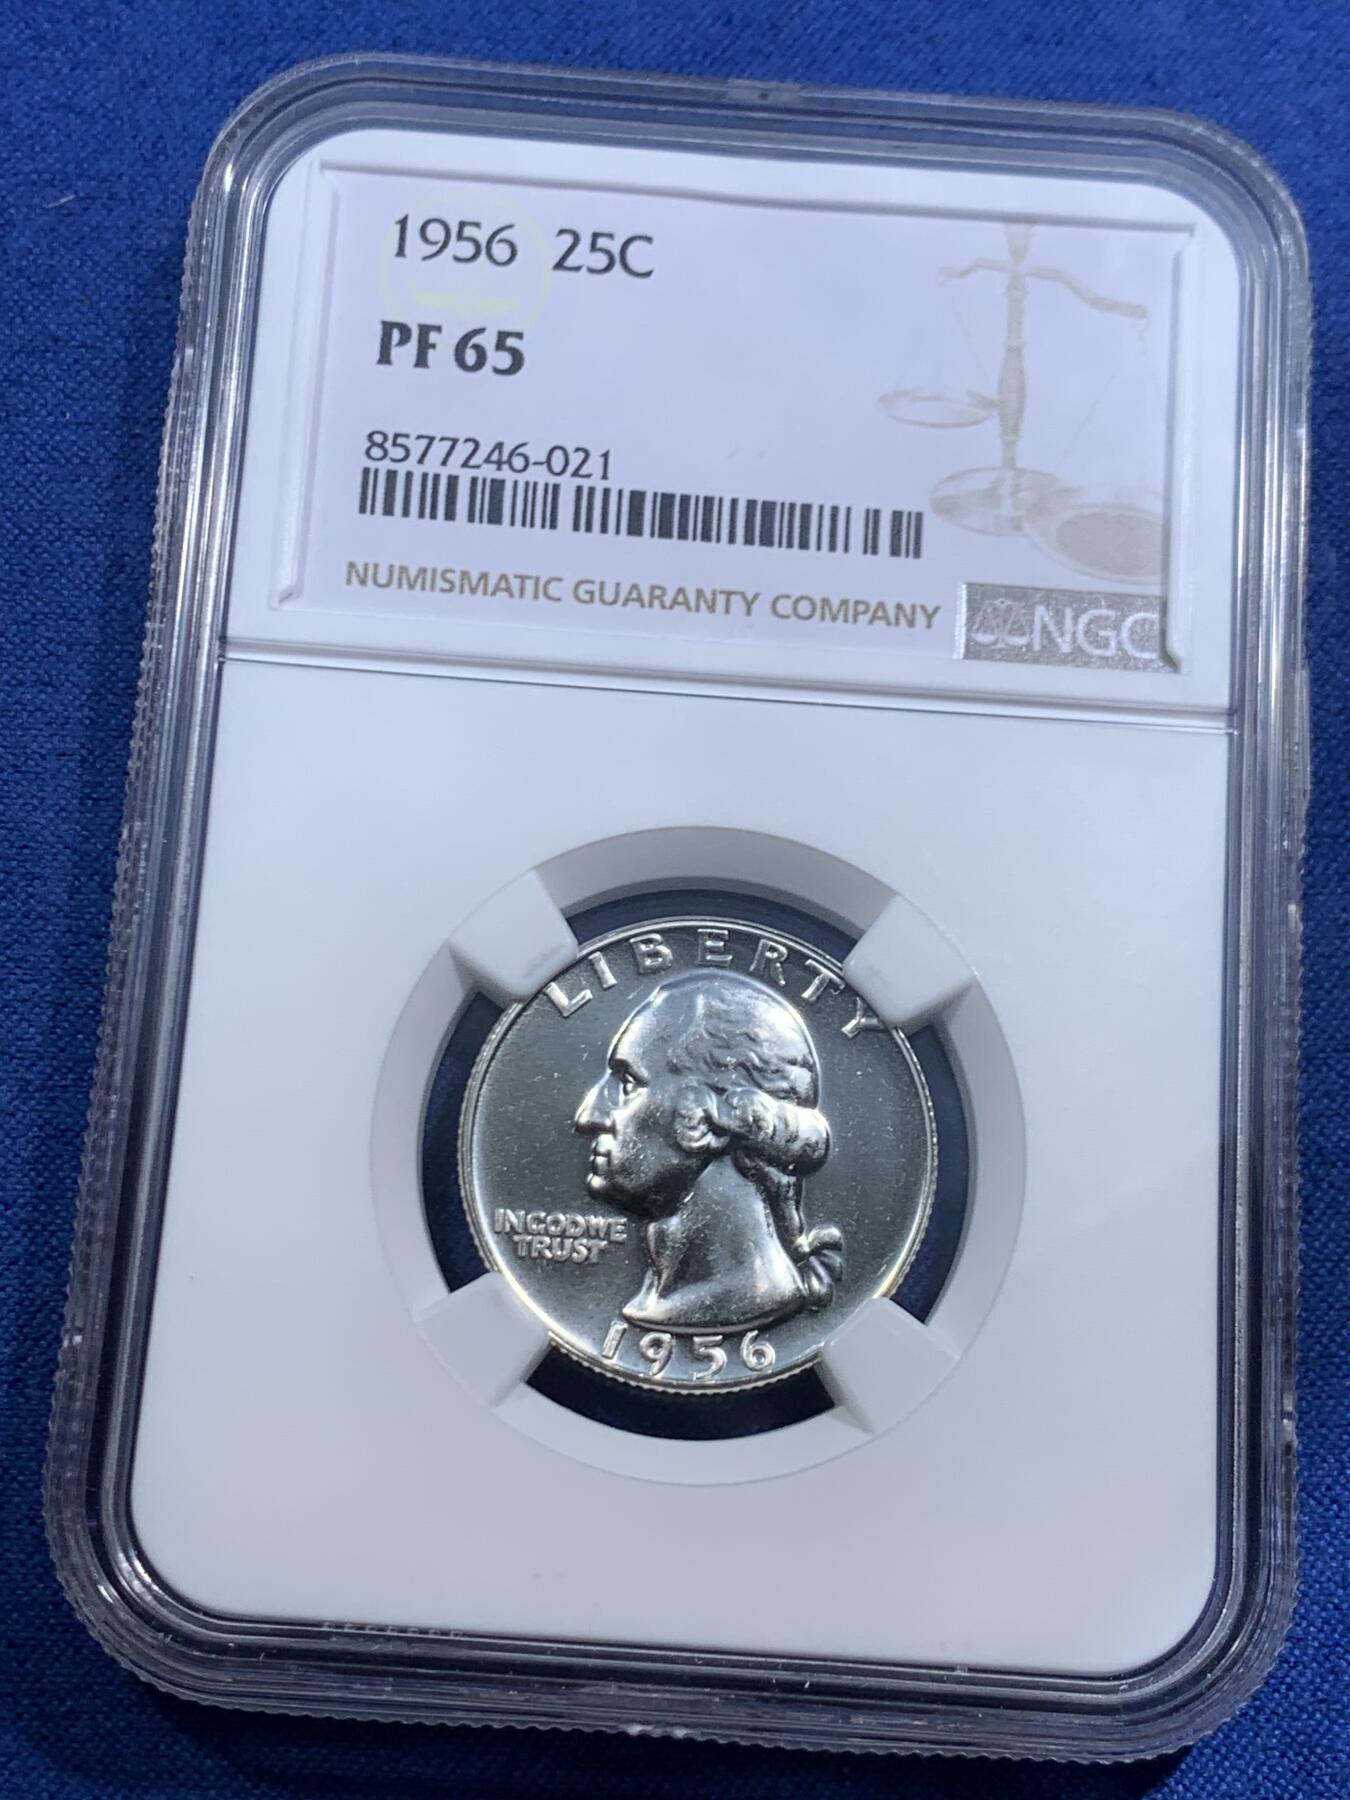 1956 25C
PF 65
8577246-021
NUMISMATIC GUARANTY COMPANY
NGC
LIBERTY
IN GOD WE
TRUST
1956